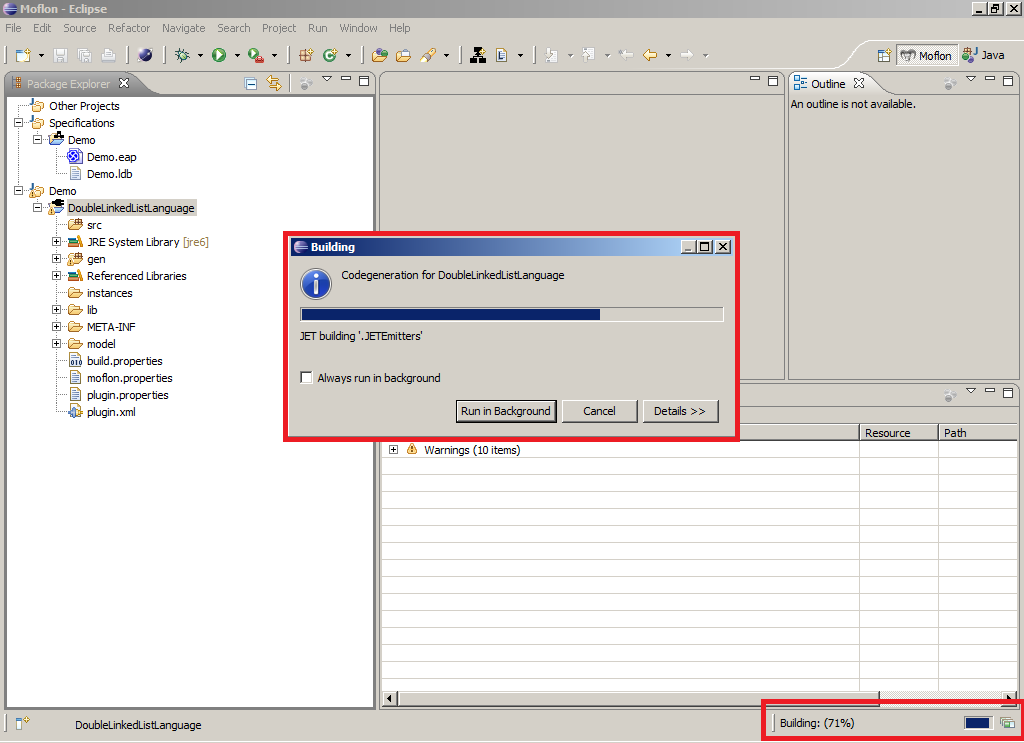 Moflon - Eclipse
File Edit Source Refactor Navigate Search Project Run Window Help
Moflon Java
Package Explorer
Other Projects
Specifications
Demo
Demo.eap
Demo.ldb
Demo
DoubleLinkedListLanguage
src
JRE System Library [jre6]
gen
Referenced Libraries
instances
lib
META-INF
model
build.properties
moflon.properties
plugin.properties
plugin.xml
Outline
An outline is not available.
Building
Codegeneration for DoubleLinkedListLanguage
JET building '.JETEmitters'
Always run in background
Run in Background Cancel Details >>
Resource Path
Warnings (10 items)
DoubleLinkedListLanguage
Building: (71%)